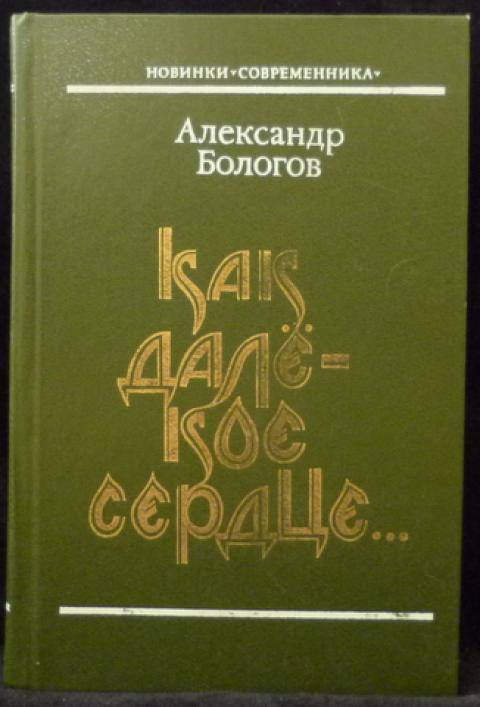 НОВИНКИ «СОВРЕМЕННИКА»
Александр
Бологов
Как
далё-
кое
сердце...